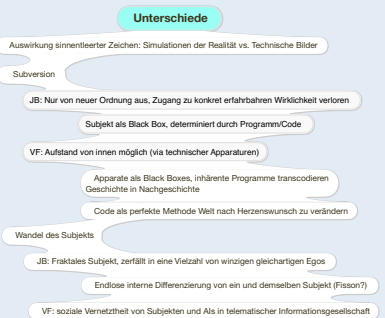 Unterschiede
Auswirkung sinnentleerter Zeichen: Simulationen der Realität vs. Technische Bilder
Subversion
JB: Nur von neuer Ordnung aus, Zugang zu konkret erfahrbahren Wirklichkeit verloren
Subjekt als Black Box, determiniert durch Programm/Code
VF: Aufstand von innen möglich (via technischer Apparaturen)
Apparate als Black Boxes, inhärente Programme transcodieren
Geschichte in Nachgeschichte
Code als perfekte Methode Welt nach Herzenswunsch zu verändern
Wandel des Subjekts
JB: Fraktales Subjekt, zerfällt in eine Vielzahl von winzigen gleichartigen Egos
Endlose interne Differenzierung von ein und demselben Subjekt (Fisson?)
VF: soziale Vernetztheit von Subjekten und AIs in telematischer Informationsgesellschaft